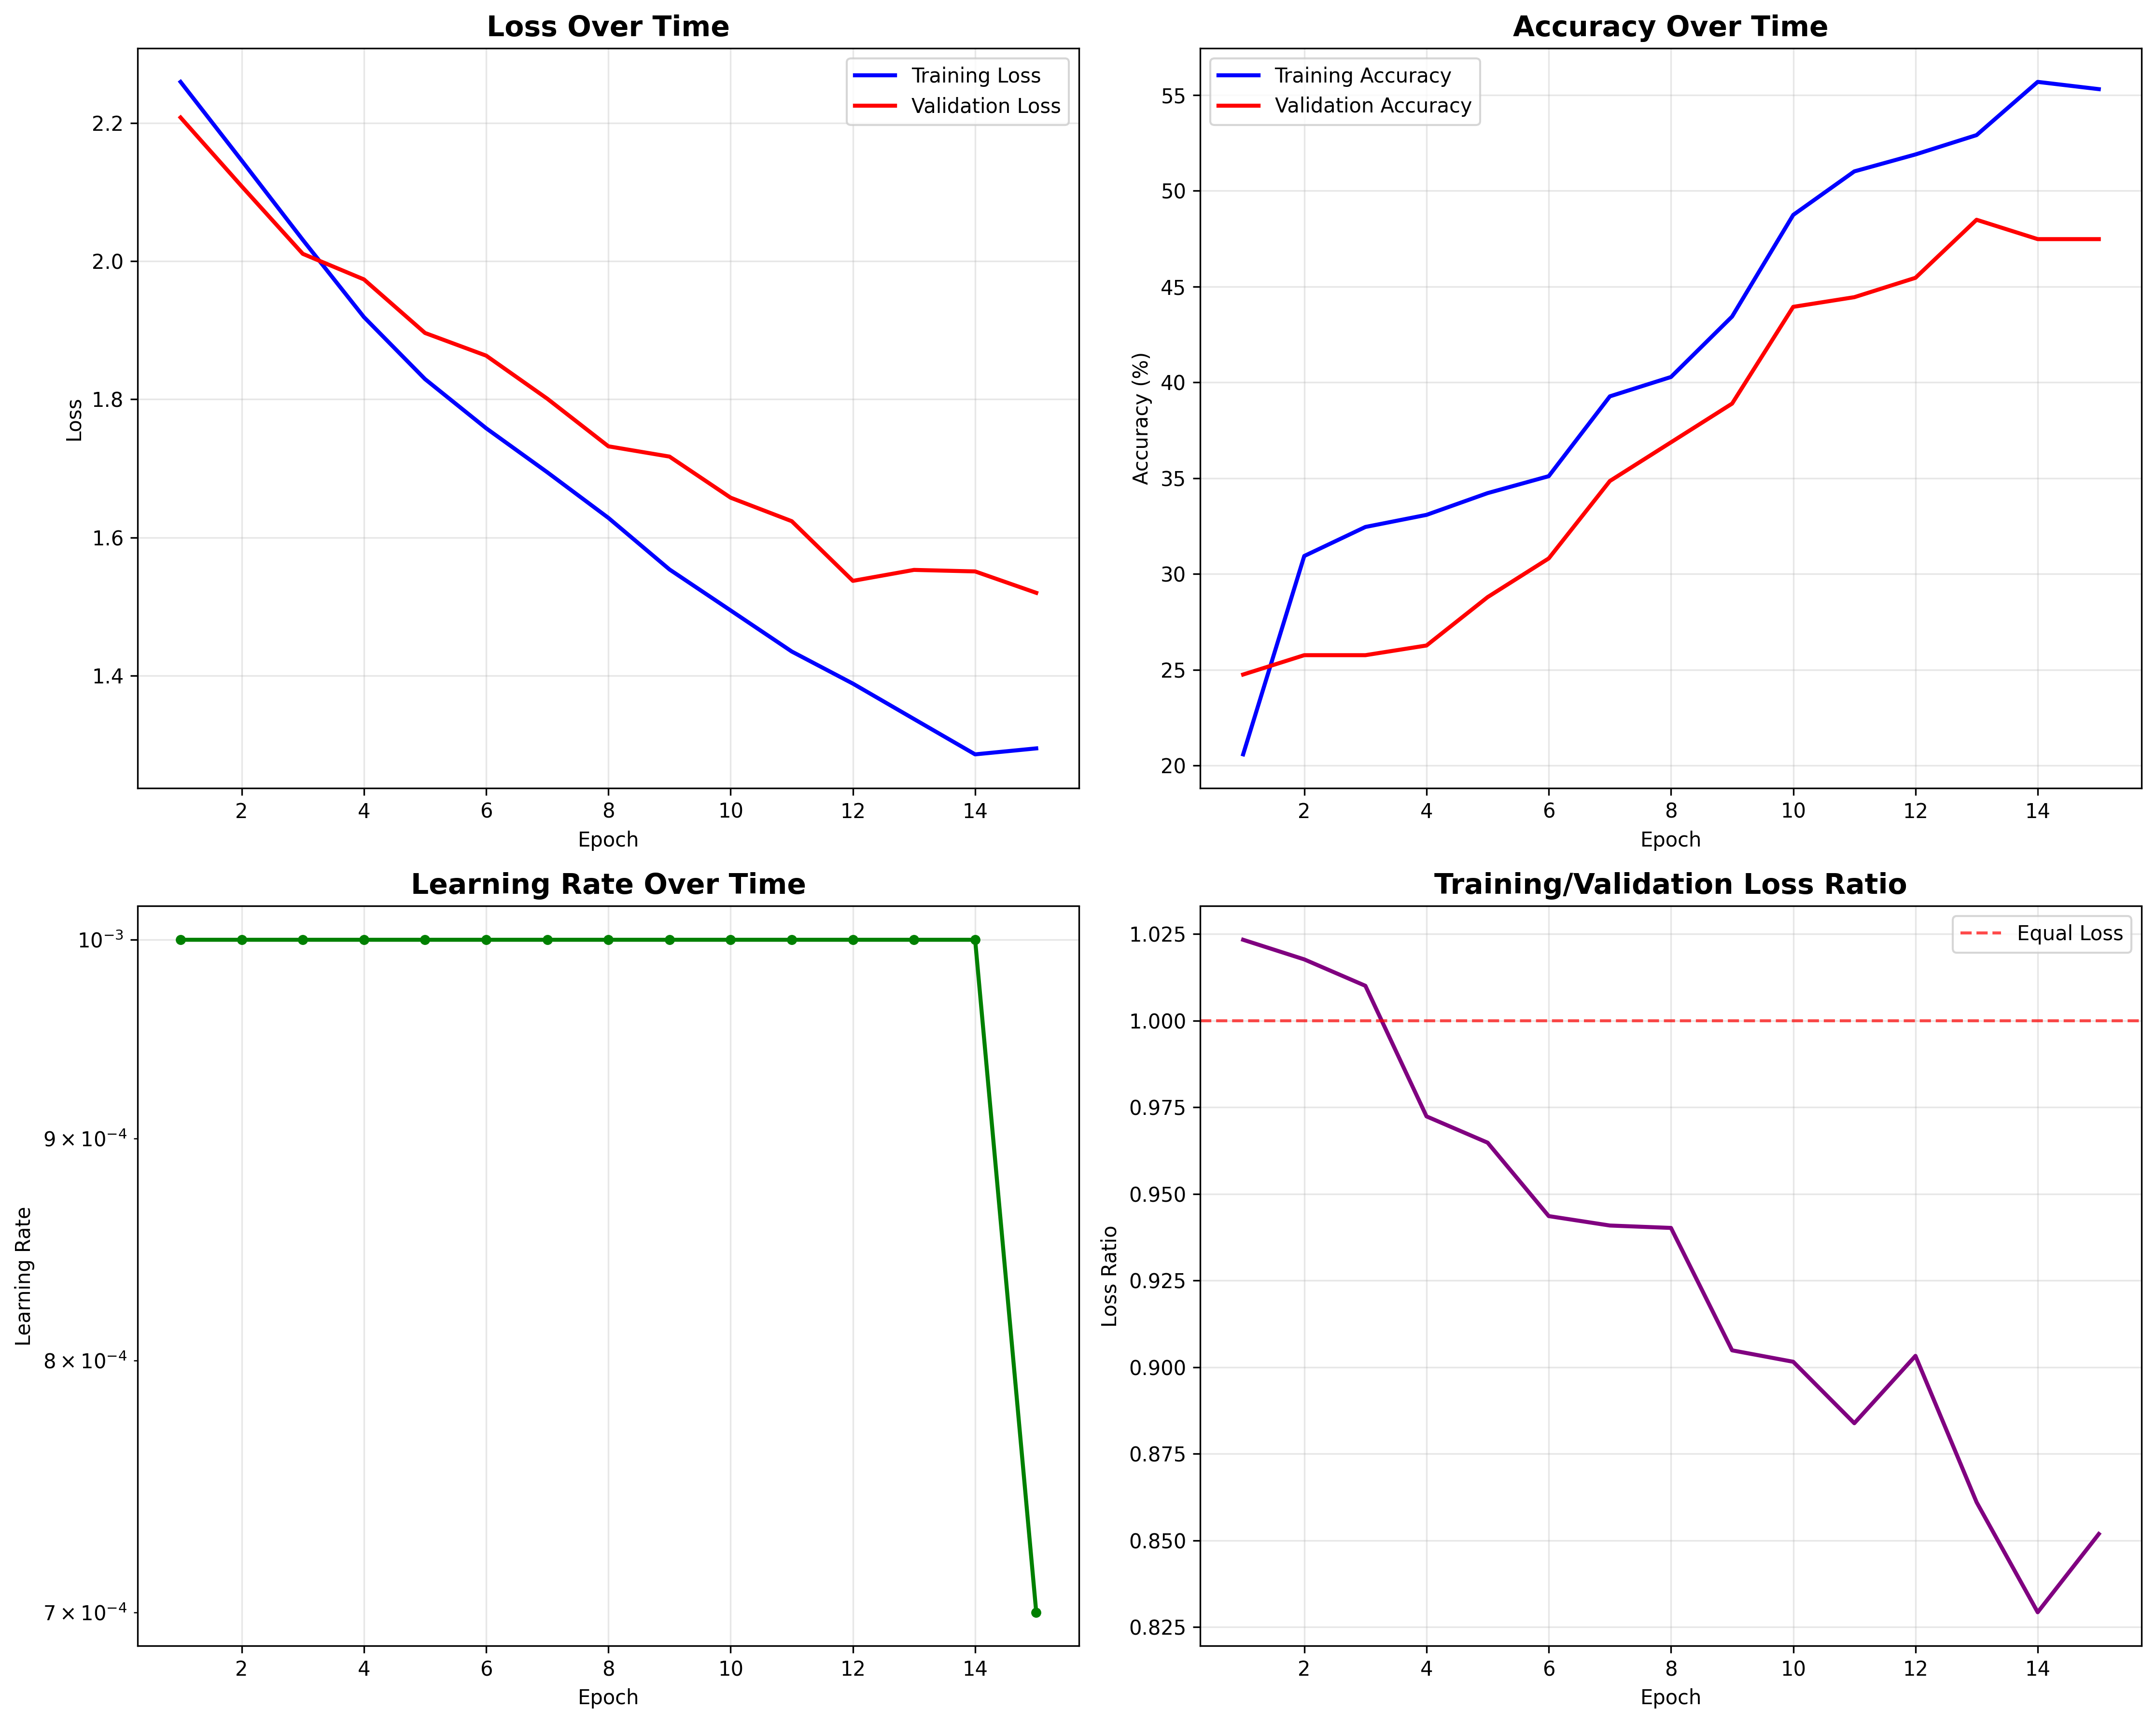 Loss Over Time
Training Loss
Validation Loss
2.2
2.0
1.8
1.6
1.4
Loss
2 4 6 8 10 12 14
Epoch
Accuracy Over Time
Training Accuracy
Validation Accuracy
55
50
45
40
35
30
25
20
Accuracy (%)
2 4 6 8 10 12 14
Epoch
Learning Rate Over Time
10⁻³
9 × 10⁻⁴
8 × 10⁻⁴
7 × 10⁻⁴
Learning Rate
2 4 6 8 10 12 14
Epoch
Training/Validation Loss Ratio
Equal Loss
1.025
1.000
0.975
0.950
0.925
0.900
0.875
0.850
0.825
Loss Ratio
2 4 6 8 10 12 14
Epoch